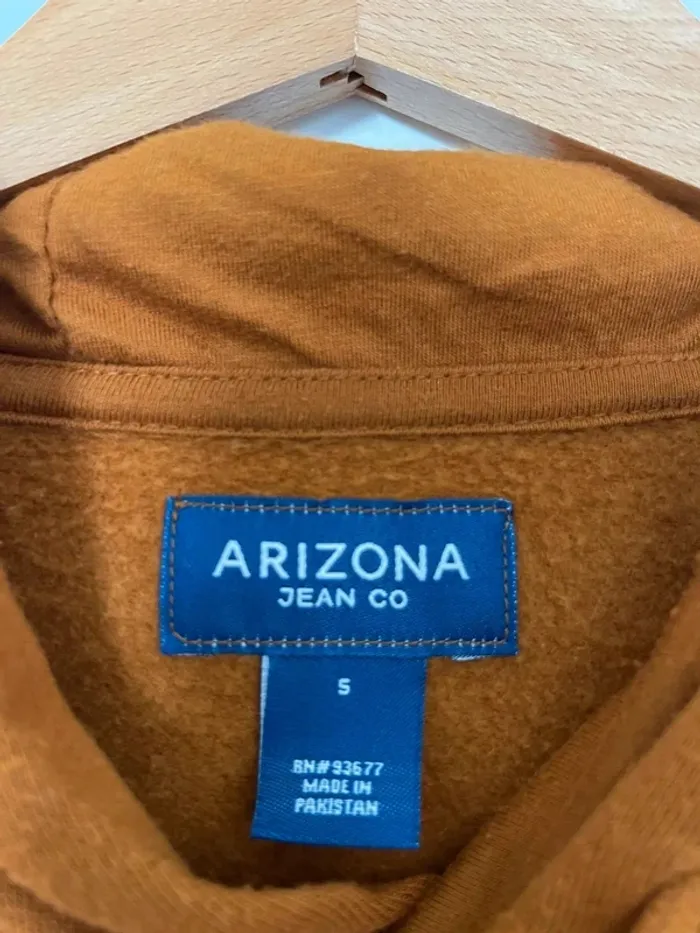 ARIZONA
JEAN CO
S
RN#93677
MADE IN
PAKISTAN